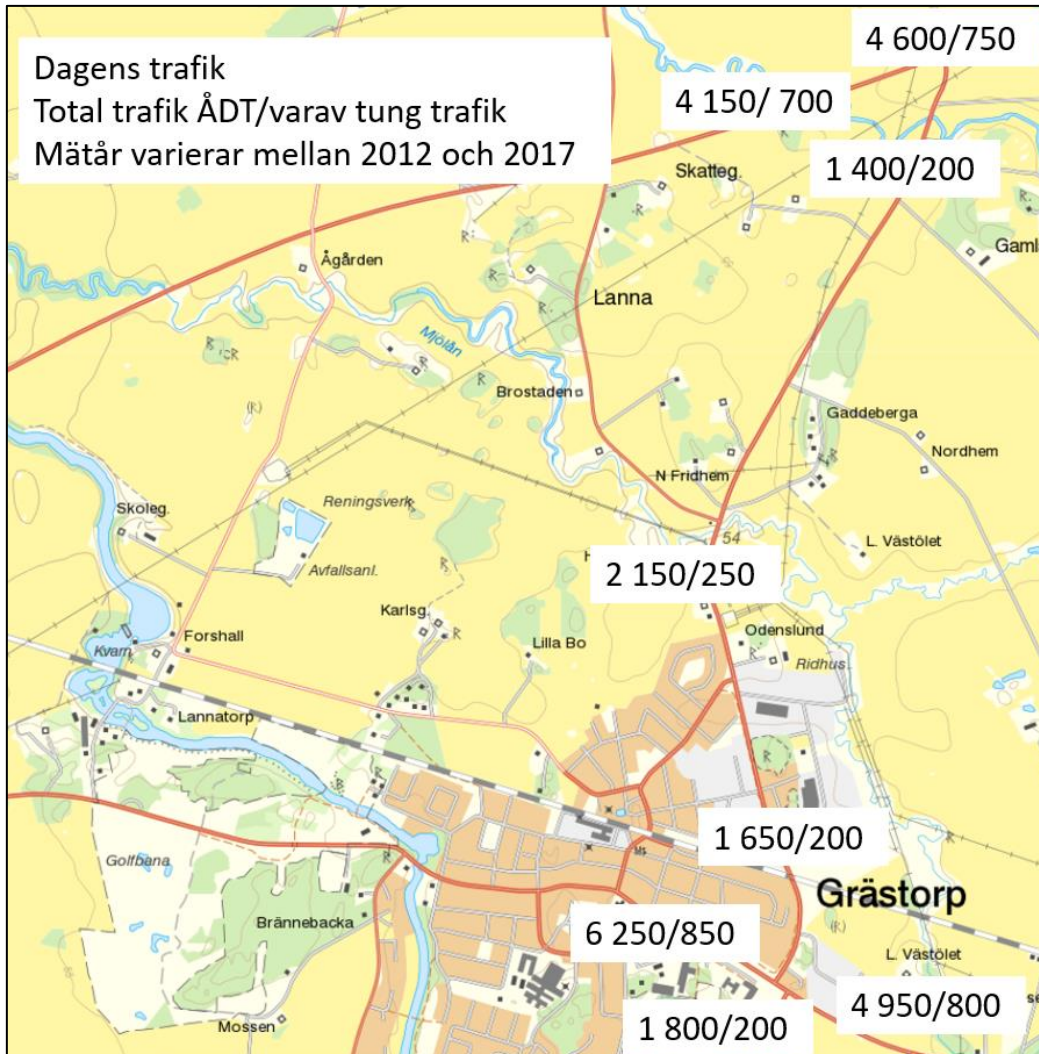 4 600/750
Dagens trafik
Total trafik ÅDT/varav tung trafik
Mätår varierar mellan 2012 och 2017
4 150/ 700
1 400/200
Skatteg.
Gaml
Ågården
Lanna
Mjölån
Brostaden
Gaddeberga
Nordhem
N Fridhem
Reningsverk
Skoleg.
L. Västölet
54
Avfallsanl.
2 150/250
Karlsg.
Forshall
Lilla Bo
Odenslund
Kvarn
Ridhus
Lannatorp
1 650/200
Golfbana
Grästorp
Brännebacka
6 250/850
L. Västölet
4 950/800
Mossen
1 800/200